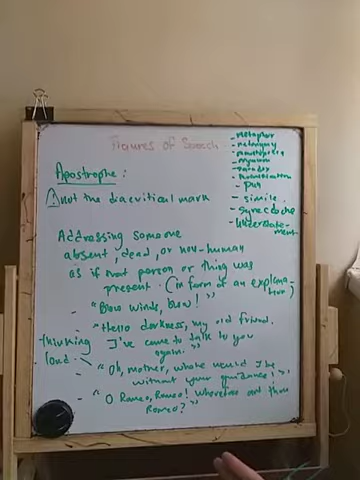 Figures of Speech
- metaphor
- metonymy
- onomatopoeia
- oxymoron
- paradox
- personification
- Pun
- simile.
- Synecdoche
- Understate-
ment.
Apostrophe :
not the diacritical mark
Addressing someone
absent, dead, or non-human
as if that person or thing was
present. (in form of an exclama-
tion)
- "Blow winds, blow!"
- "Hello darkness, my old friend.
I've come to talk to you
again."
thinking
loud.
- "Oh, mother, where would I be
without your guidance!"
- "O Romeo, Romeo! Wherefore art thou
Romeo?"